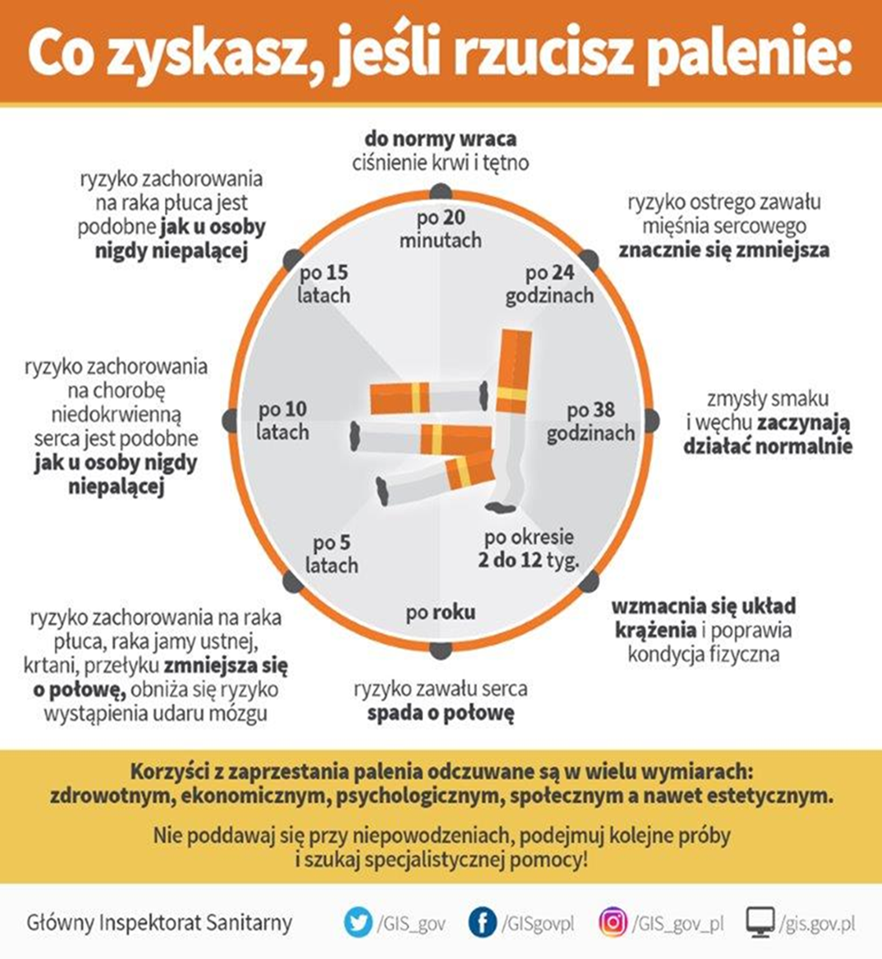 Co zyskasz, jeśli rzucisz palenie:
do normy wraca
ciśnienie krwi i tętno
po 20
minutach
ryzyko ostrego zawału
mięśnia sercowego
znacznie się zmniejsza
po 24
godzinach
zmysły smaku
i węchu zaczynają
działać normalnie
po 38
godzinach
po okresie
2 do 12 tyg.
wzmacnia się układ
krążenia i poprawia
kondycja fizyczna
po roku
ryzyko zawału serca
spada o połowę
po 5
latach
ryzyko zachorowania na raka
płuca, raka jamy ustnej,
krtani, przełyku zmniejsza się
o połowę, obniża się ryzyko
wystąpienia udaru mózgu
po 10
latach
ryzyko zachorowania
na chorobę
niedokrwienną
serca jest podobne
jak u osoby nigdy
niepalącej
po 15
latach
ryzyko zachorowania
na raka płuca jest
podobne jak u osoby
nigdy niepalącej
Korzyści z zaprzestania palenia odczuwane są w wielu wymiarach:
zdrowotnym, ekonomicznym, psychologicznym, społecznym a nawet estetycznym.
Nie poddawaj się przy niepowodzeniach, podejmuj kolejne próby
i szukaj specjalistycznej pomocy!
Główny Inspektorat Sanitarny /GIS_gov /GISgovpl /GIS_gov_pl /gis.gov.pl